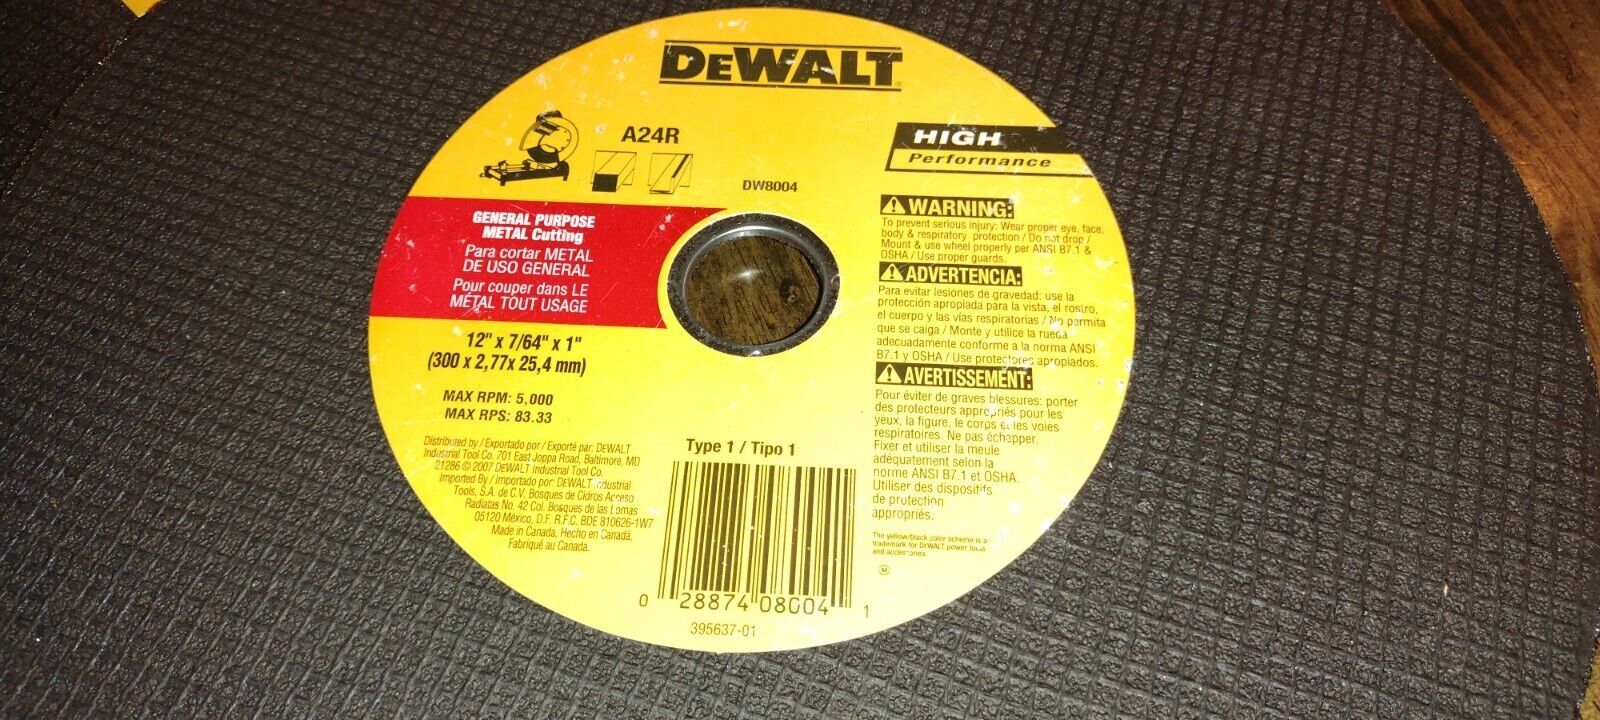 DEWALT
A24R
HIGH
Performance
DW8004
GENERAL PURPOSE
METAL Cutting
Para cortar METAL
DE USO GENERAL
Pour couper dans LE
MÉTAL TOUT USAGE
12" x 7/64" x 1"
(300 x 2,77x 25,4 mm)
MAX RPM: 5,000
MAX RPS: 83.33
Distributed by / Exportado por / Exporté par: DEWALT
Industrial Tool Co. 701 East Joppa Road, Baltimore, MD
21286 © 2007 DEWALT Industrial Tool Co.
Imported By / Importado por: DEWALT Industrial
Tools, S.A. de C.V. Bosques de Cidros Acceso
Radiatas No. 42 Col. Bosques de las Lomas
05120 México, D.F. R.F.C. BDE 810626-1W7
Made in Canada, Hecho en Canadá,
Fabriqué au Canada.
Type 1 / Tipo 1
0 28874 08004 1
395637-01
WARNING:
To prevent serious injury: Wear proper eye, face,
body & respiratory protection / Do not drop /
Mount & use wheel properly per ANSI B7.1 &
OSHA / Use proper guards.
ADVERTENCIA:
Para evitar lesiones de gravedad: use la
protección apropiada para la vista, el rostro,
el cuerpo y las vías respiratorias / No permita
que se caiga / Monte y utilice la rueda
adecuadamente conforme a la norma ANSI
B7.1 y OSHA / Use protectores apropiados.
AVERTISSEMENT:
Pour éviter de graves blessures: porter
des protecteurs appropriés pour les
yeux, la figure, le corps et les voies
respiratoires. Ne pas échapper.
Fixer et utiliser la meule
adéquatement selon la
norme ANSI B7.1 et OSHA.
Utiliser des dispositifs
de protection
appropriés.
The yellow/black color scheme is a
trademark for DEWALT power tools
and accessories.
M